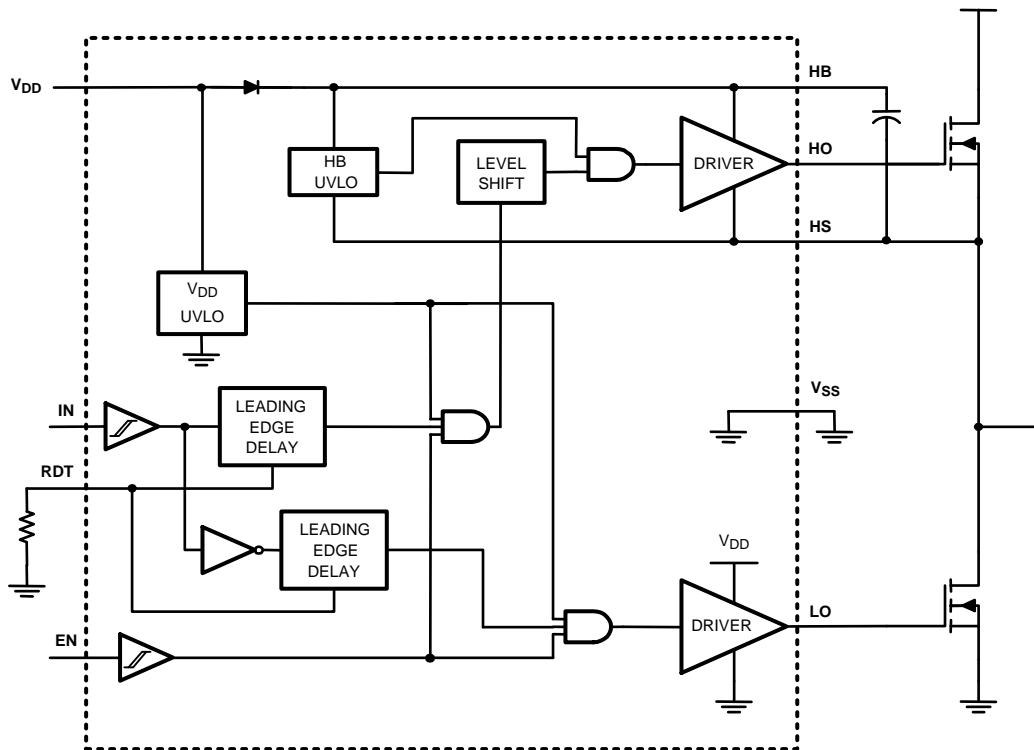 HB
VDD
HO
HB
UVLO
LEVEL
SHIFT
DRIVER
HS
VDD
UVLO
IN
LEADING
EDGE
DELAY
VSS
RDT
LEADING
EDGE
DELAY
VDD
EN
DRIVER
LO